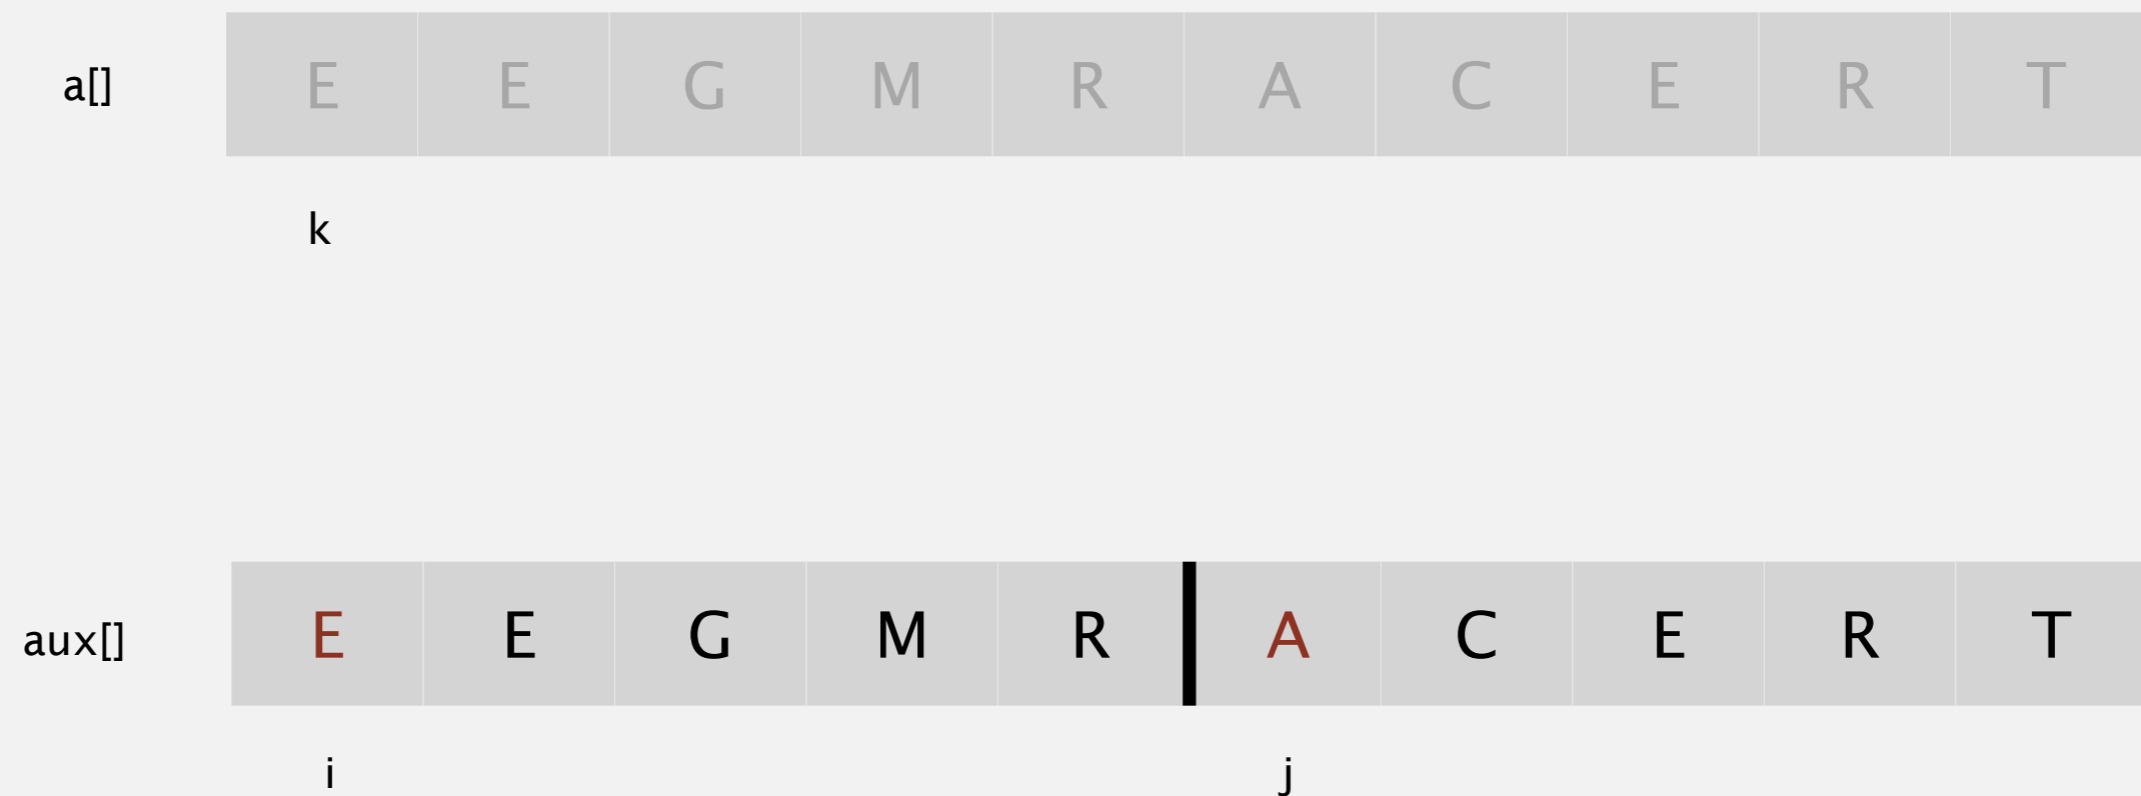 a[] E E G M R A C E R T
k
aux[] E E G M R A C E R T
i j